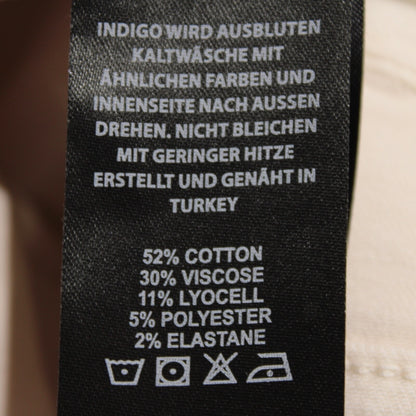 INDIGO WIRD AUSBLUTEN
KALTWÄSCHE MIT
ÄHNLICHEN FARBEN UND
INNENSEITE NACH AUSSEN
DREHEN. NICHT BLEICHEN
MIT GERINGER HITZE
ERSTELLT UND GENÄHT IN
TURKEY
52% COTTON
30% VISCOSE
11% LYOCELL
5% POLYESTER
2% ELASTANE